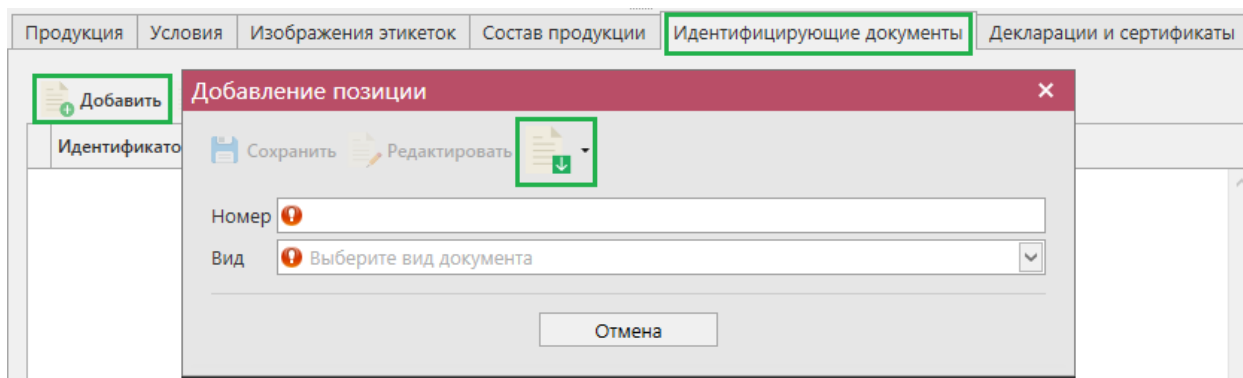 Продукция Условия Изображения этикеток Состав продукции Идентифицирующие документы Декларации и сертификаты
Добавить
Добавление позиции
Идентификато
Сохранить Редактировать
Номер
Вид Выберите вид документа
Отмена